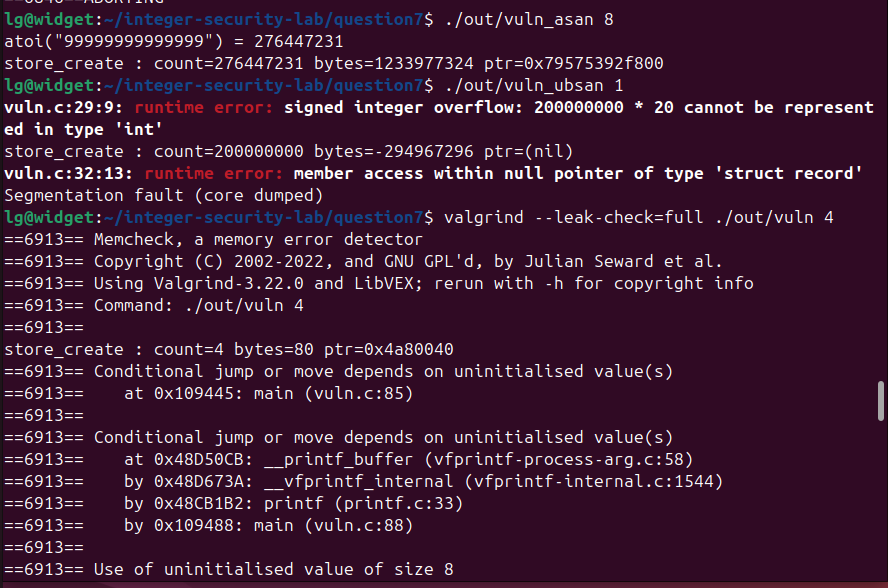 ==6848==ABORTING
lg@widget:~/integer-security-lab/question7$ ./out/vuln_asan 8
atoi("99999999999999") = 276447231
store_create : count=276447231 bytes=1233977324 ptr=0x79575392f800
lg@widget:~/integer-security-lab/question7$ ./out/vuln_ubsan 1
vuln.c:29:9: runtime error: signed integer overflow: 200000000 * 20 cannot be represent
ed in type 'int'
store_create : count=200000000 bytes=-294967296 ptr=(nil)
vuln.c:32:13: runtime error: member access within null pointer of type 'struct record'
Segmentation fault (core dumped)
lg@widget:~/integer-security-lab/question7$ valgrind --leak-check=full ./out/vuln 4
==6913== Memcheck, a memory error detector
==6913== Copyright (C) 2002-2022, and GNU GPL'd, by Julian Seward et al.
==6913== Using Valgrind-3.22.0 and LibVEX; rerun with -h for copyright info
==6913== Command: ./out/vuln 4
==6913==
store_create : count=4 bytes=80 ptr=0x4a80040
==6913== Conditional jump or move depends on uninitialised value(s)
==6913==    at 0x109445: main (vuln.c:85)
==6913==
==6913== Conditional jump or move depends on uninitialised value(s)
==6913==    at 0x48D50CB: __printf_buffer (vfprintf-process-arg.c:58)
==6913==    by 0x48D673A: __vfprintf_internal (vfprintf-internal.c:1544)
==6913==    by 0x48CB1B2: printf (printf.c:33)
==6913==    by 0x109488: main (vuln.c:88)
==6913==
==6913== Use of uninitialised value of size 8